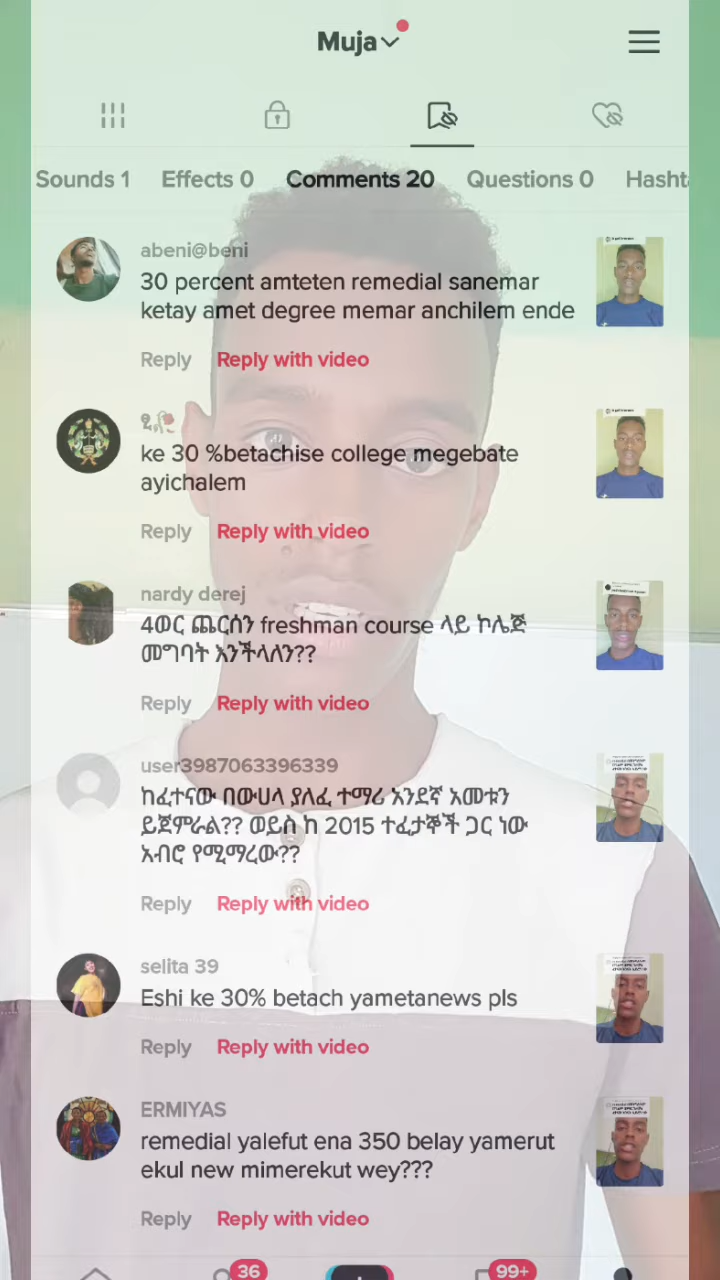 Muja
Sounds 1 Effects 0 Comments 20 Questions 0 Hashta
abeni@beni
30 percent amteten remedial sanemar
ketay amet degree memar anchilem ende
Reply Reply with video
ke 30 %betachise college megebate
ayichalem
Reply Reply with video
nardy derej
4ወር ጨርሰን freshman course ላይ ኮሌጅ
መግባት እንችላለን??
Reply Reply with video
user3987063396339
ከፈተናው በውሀላ ያለፈ ተማሪ አንደኛ አመቱን
ይጀምራል?? ወይስ ከ 2015 ተፈታኞች ጋር ነው
አብሮ የሚማረው??
Reply Reply with video
selita 39
Eshi ke 30% betach yametanews pls
Reply Reply with video
ERMIYAS
remedial yalefut ena 350 belay yamerut
ekul new mimerekut wey???
Reply Reply with video
36 99+